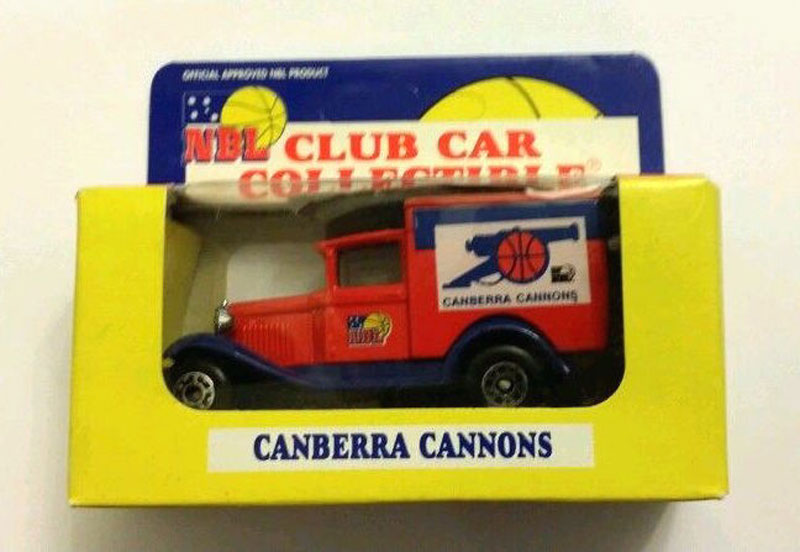 OFFICIAL APPROVED NBL PRODUCT
NBL CLUB CAR
COLLECTIBLE®
CANBERRA CANNONS
NBL
CANBERRA CANNONS